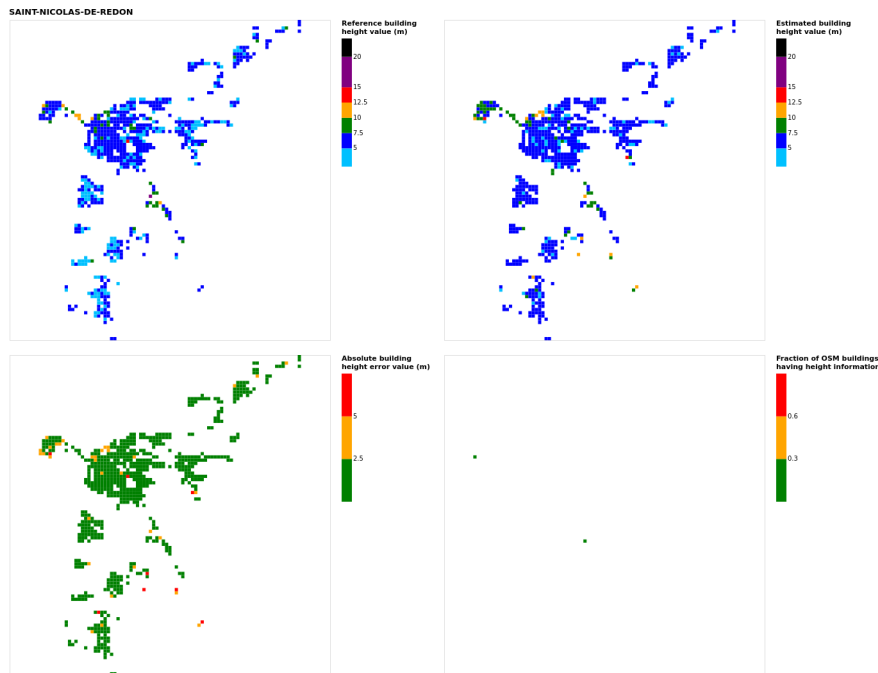 SAINT-NICOLAS-DE-REDON
Reference building
height value (m)
20
15
12.5
10
7.5
5
Estimated building
height value (m)
20
15
12.5
10
7.5
5
Absolute building
height error value (m)
5
2.5
Fraction of OSM buildings
having height information
0.6
0.3